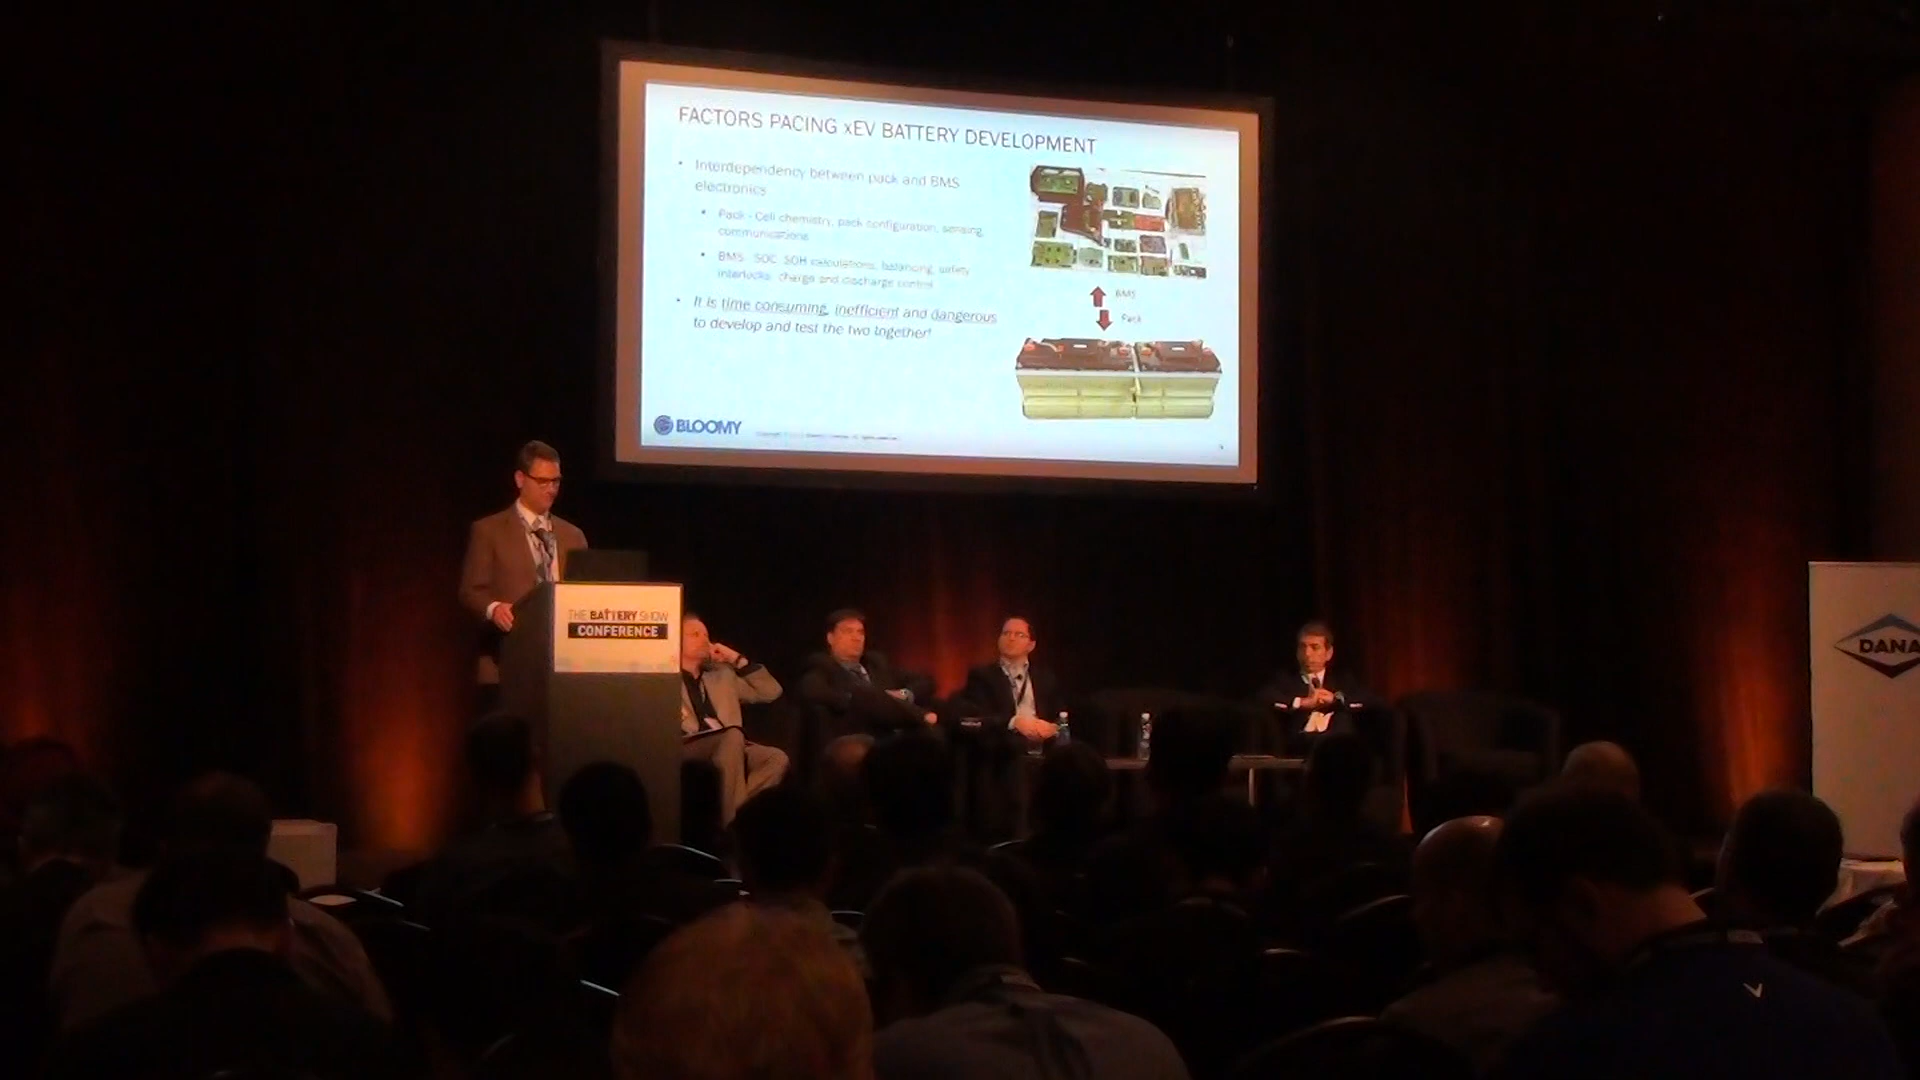 FACTORS PACING xEV BATTERY DEVELOPMENT
• Interdependency between pack and BMS
electronics
• Pack - Cell chemistry, pack configuration, sensing,
communications
• BMS - SOC, SOH calculations, balancing, safety
interlocks, charge and discharge control
• It is time consuming, inefficient and dangerous
to develop and test the two together!
BMS
Pack
BLOOMY
THE BATTERY SHOW
CONFERENCE
DANA